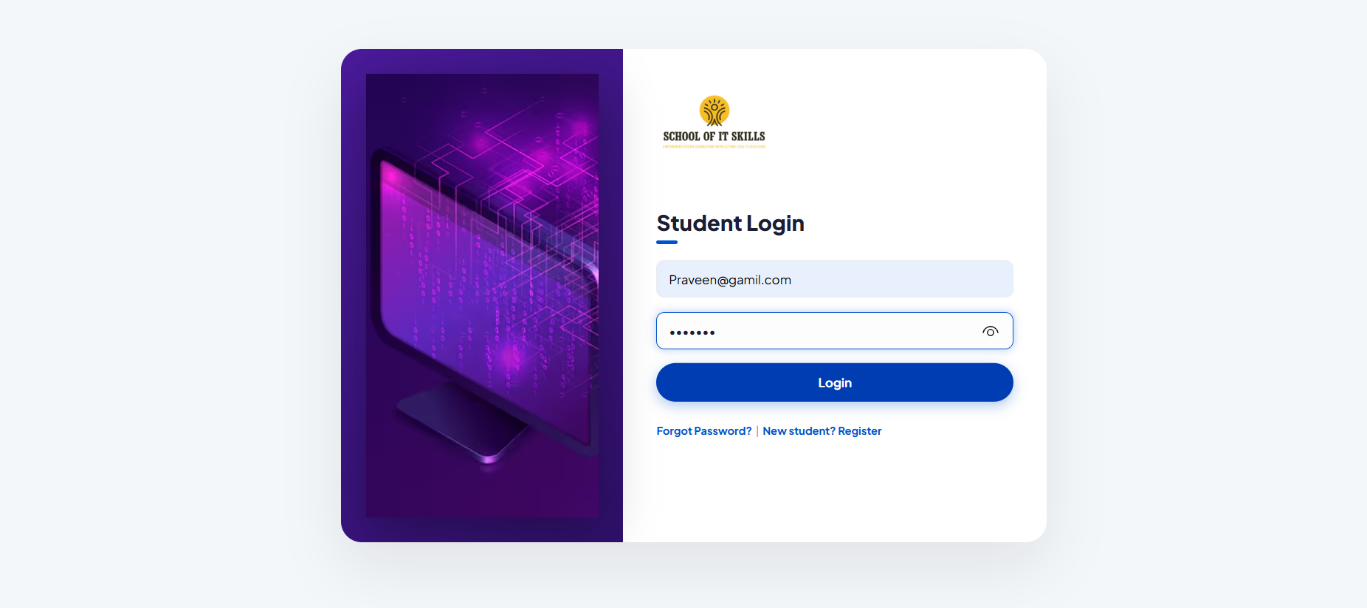 SCHOOL OF IT SKILLS
Student Login
Praveen@gamil.com
•••••••
Login
Forgot Password? | New student? Register